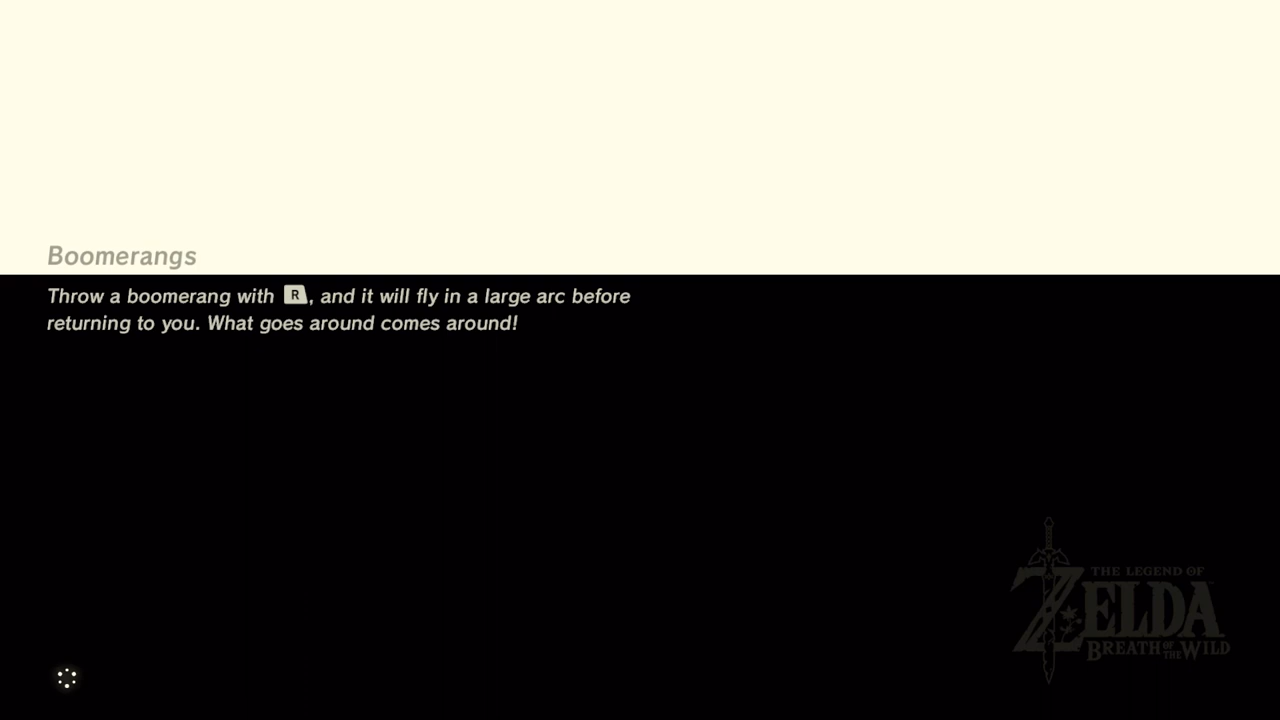 Boomerangs
Throw a boomerang with R, and it will fly in a large arc before
returning to you. What goes around comes around!
THE LEGEND OF
ZELDA
BREATH OF THE WILD